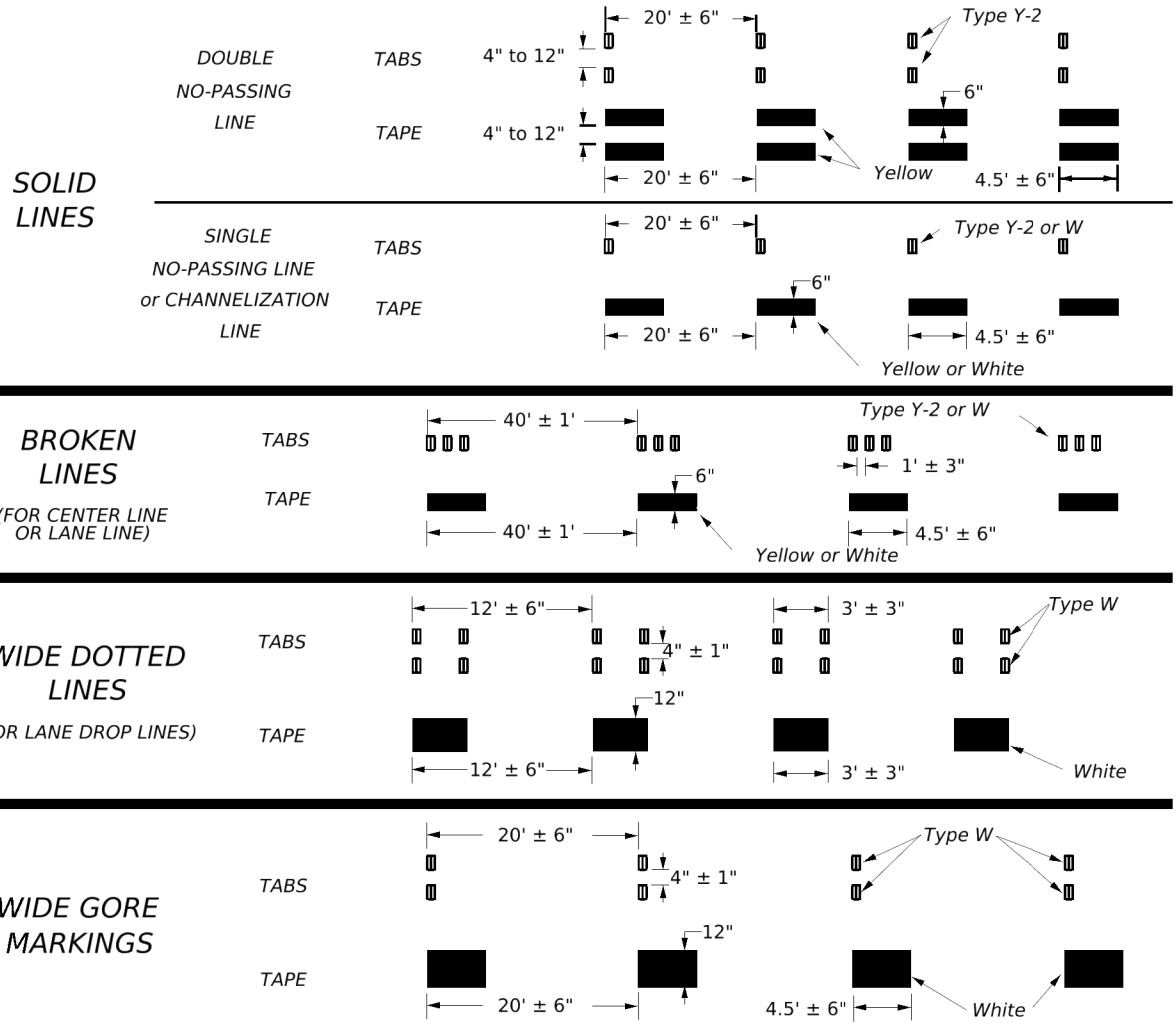 SOLID
LINES
DOUBLE
NO-PASSING
LINE
TABS
4" to 12"
20' ± 6"
Type Y-2
TAPE
4" to 12"
6"
20' ± 6"
Yellow
4.5' ± 6"
SINGLE
NO-PASSING LINE
or CHANNELIZATION
LINE
TABS
20' ± 6"
Type Y-2 or W
TAPE
6"
20' ± 6"
4.5' ± 6"
Yellow or White
BROKEN
LINES
(FOR CENTER LINE
OR LANE LINE)
TABS
40' ± 1'
Type Y-2 or W
1' ± 3"
TAPE
6"
40' ± 1'
4.5' ± 6"
Yellow or White
WIDE DOTTED
LINES
OR LANE DROP LINES)
TABS
12' ± 6"
4" ± 1"
3' ± 3"
Type W
TAPE
12"
12' ± 6"
3' ± 3"
White
WIDE GORE
MARKINGS
TABS
20' ± 6"
4" ± 1"
Type W
TAPE
12"
20' ± 6"
4.5' ± 6"
White